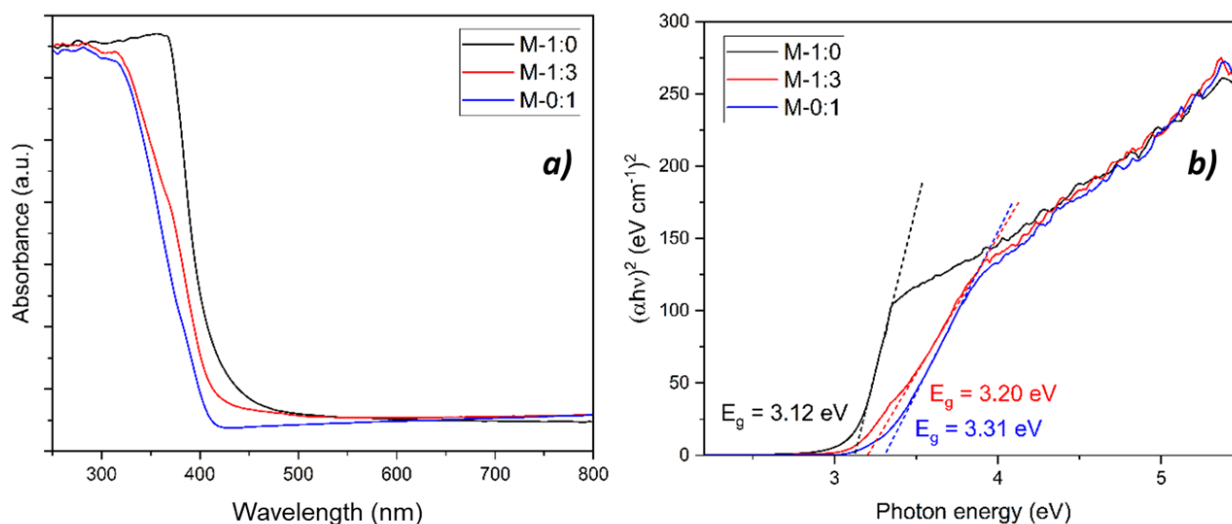 M-1:0
M-1:3
M-0:1
a)
Absorbance (a.u.)
300
400
500
600
700
800
Wavelength (nm)
M-1:0
M-1:3
M-0:1
b)
(αhν)² (eV cm⁻¹)²
300
250
200
150
100
50
0
E_g = 3.12 eV
E_g = 3.20 eV
E_g = 3.31 eV
3
4
5
Photon energy (eV)